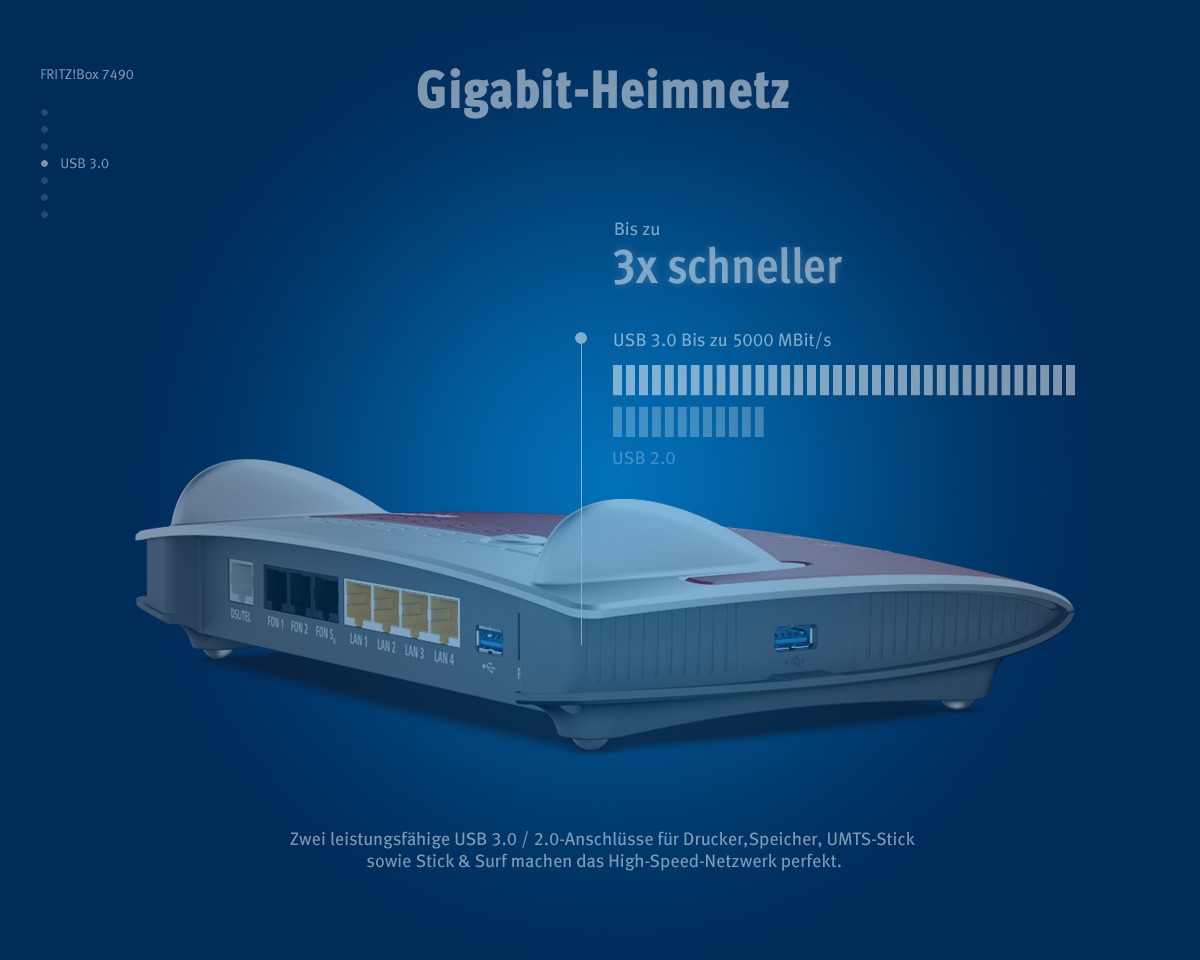 FRITZ!Box 7490
Gigabit-Heimnetz
USB 3.0
Bis zu
3x schneller
USB 3.0 Bis zu 5000 MBit/s
USB 2.0
DSL/TEL
FON 1
FON 2
FON S₀
LAN 1
LAN 2
LAN 3
LAN 4
F
Zwei leistungsfähige USB 3.0 / 2.0-Anschlüsse für Drucker,Speicher, UMTS-Stick
sowie Stick & Surf machen das High-Speed-Netzwerk perfekt.